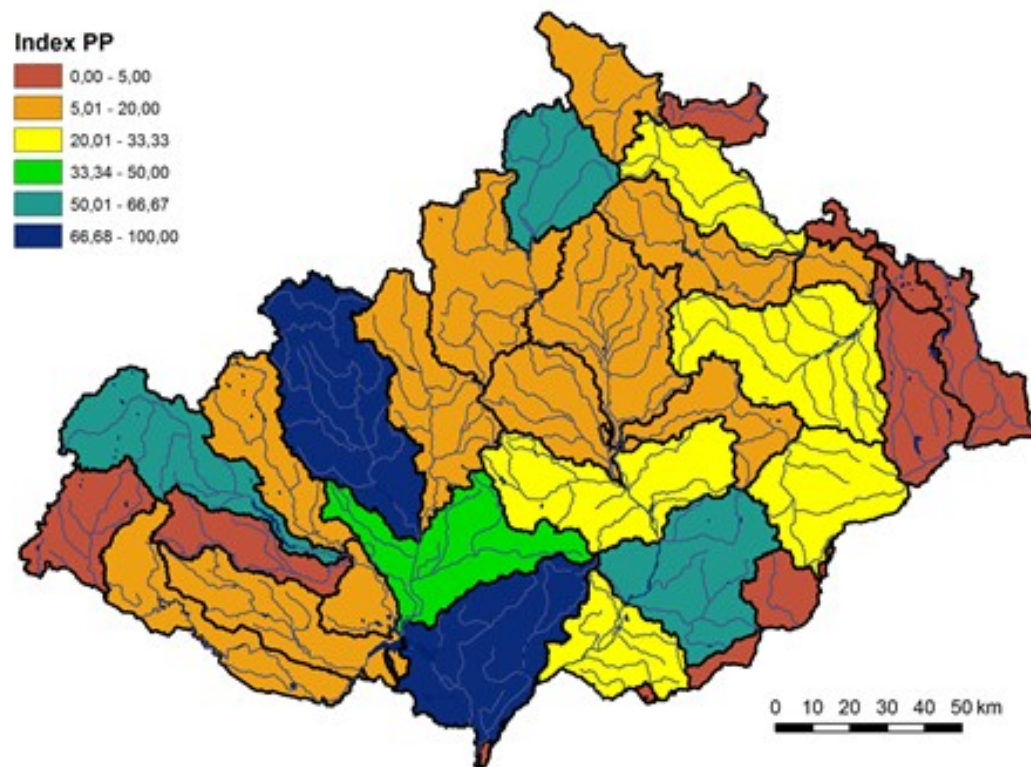 Index PP
0,00 - 5,00
5,01 - 20,00
20,01 - 33,33
33,34 - 50,00
50,01 - 66,67
66,68 - 100,00
0 10 20 30 40 50 km